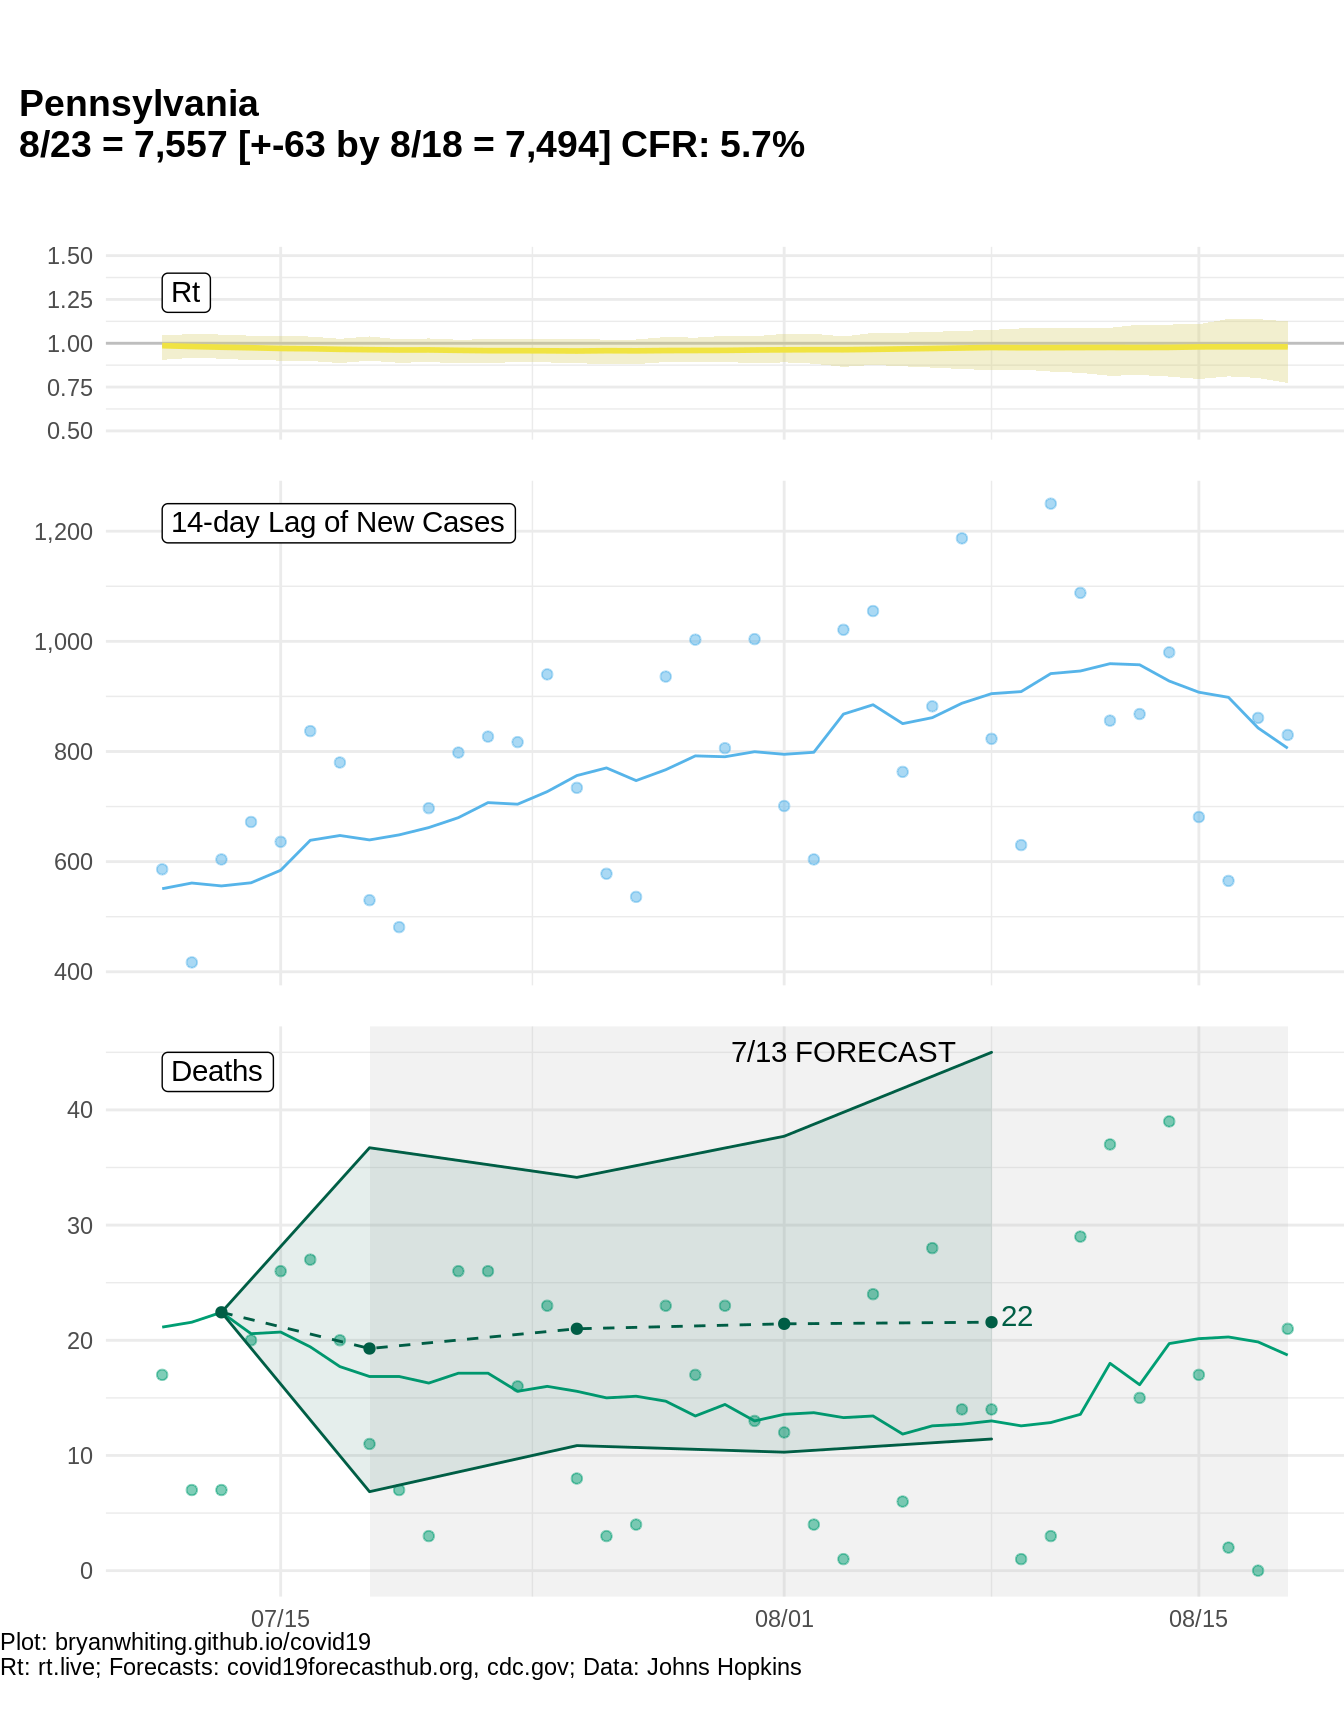 Pennsylvania
8/23 = 7,557 [+-63 by 8/18 = 7,494] CFR: 5.7%
1.50
1.25
1.00
0.75
0.50
Rt
14-day Lag of New Cases
1,200
1,000
800
600
400
7/13 FORECAST
Deaths
40
30
20
10
0
22
07/15 08/01 08/15
Plot: bryanwhiting.github.io/covid19
Rt: rt.live; Forecasts: covid19forecasthub.org, cdc.gov; Data: Johns Hopkins